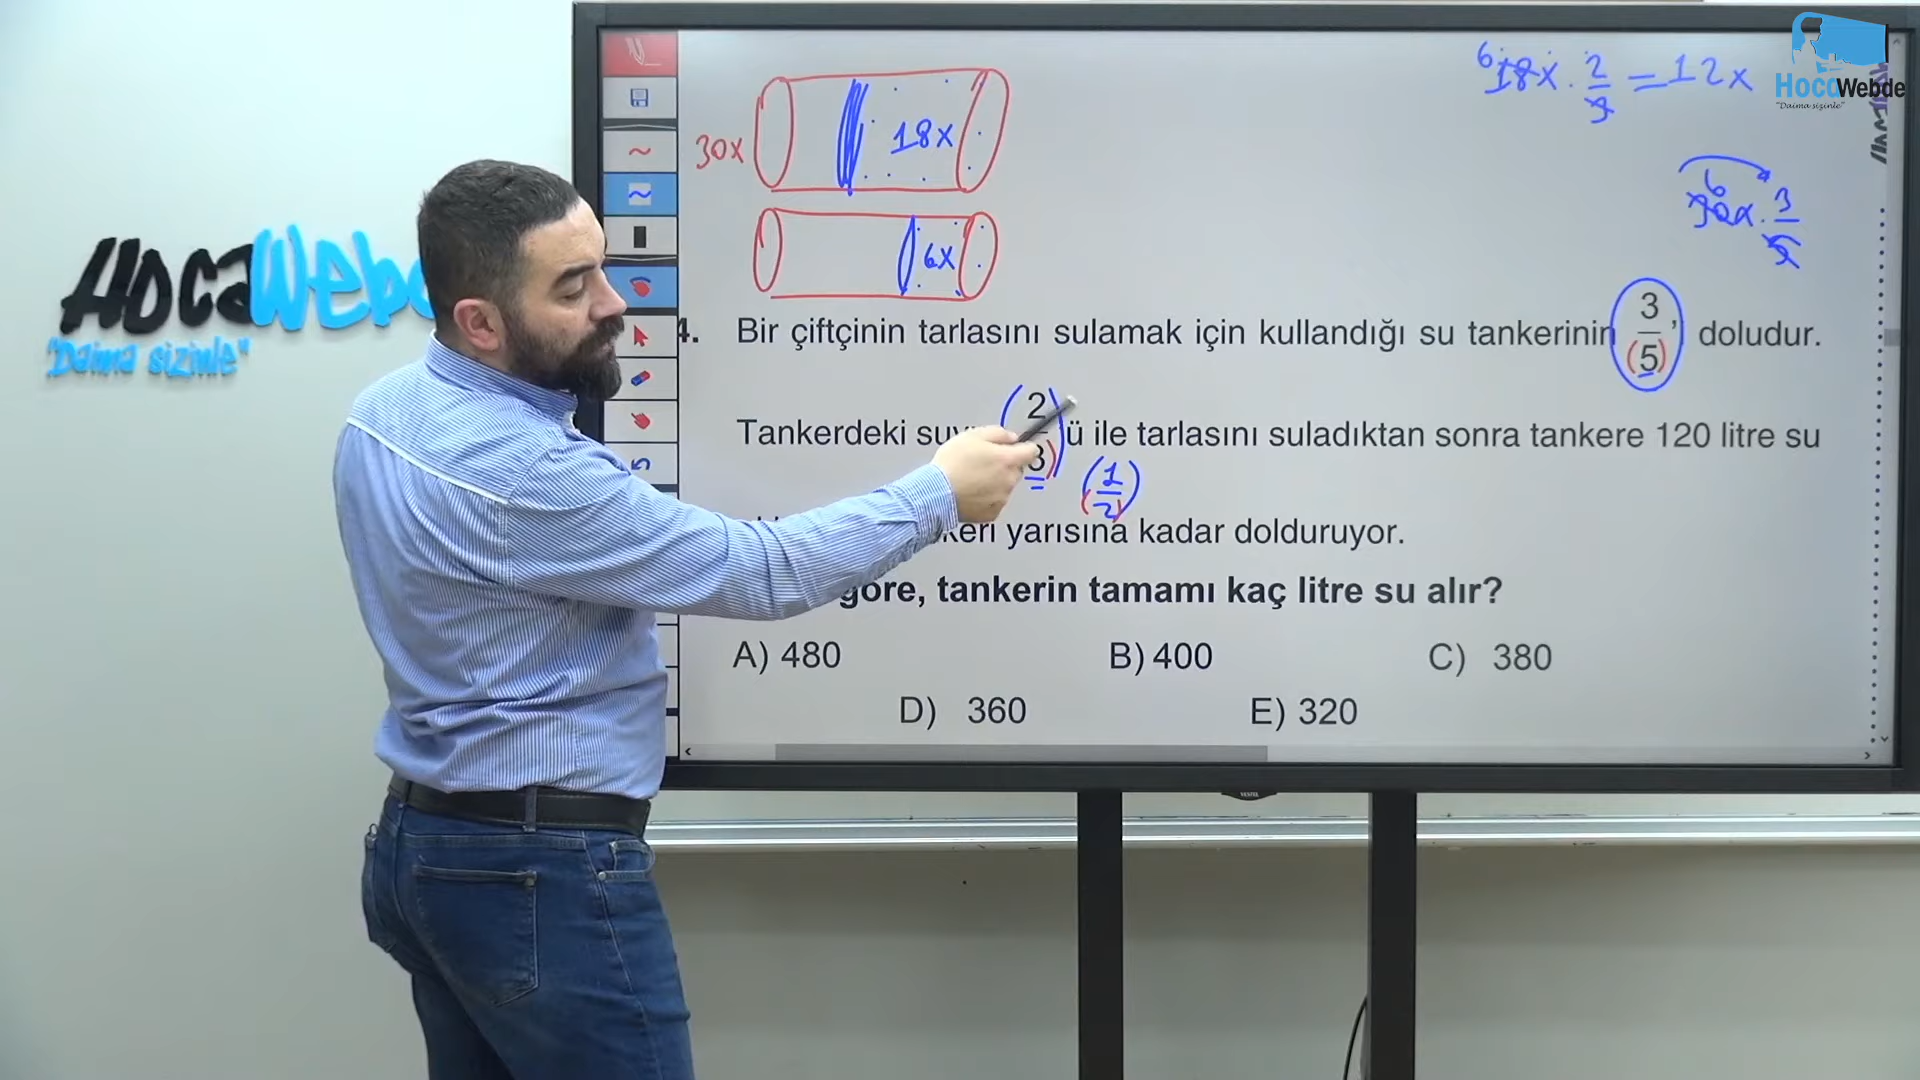 HocaWebde
"Daima sizinle"
HocaWebde
"Daima sizinle"
30x
18x
6x
18x · 2/3 = 12x
6
30x · 3/5
6
4. Bir çiftçinin tarlasını sulamak için kullandığı su tankerinin 3/5' doludur.
Tankerdeki 2/3 ü ile tarlasını suladıktan sonra tankere 120 litre su
(1/2)
yarısına kadar dolduruyor.
göre, tankerin tamamı kaç litre su alır?
A) 480 B) 400 C) 380
D) 360 E) 320
VESTEL